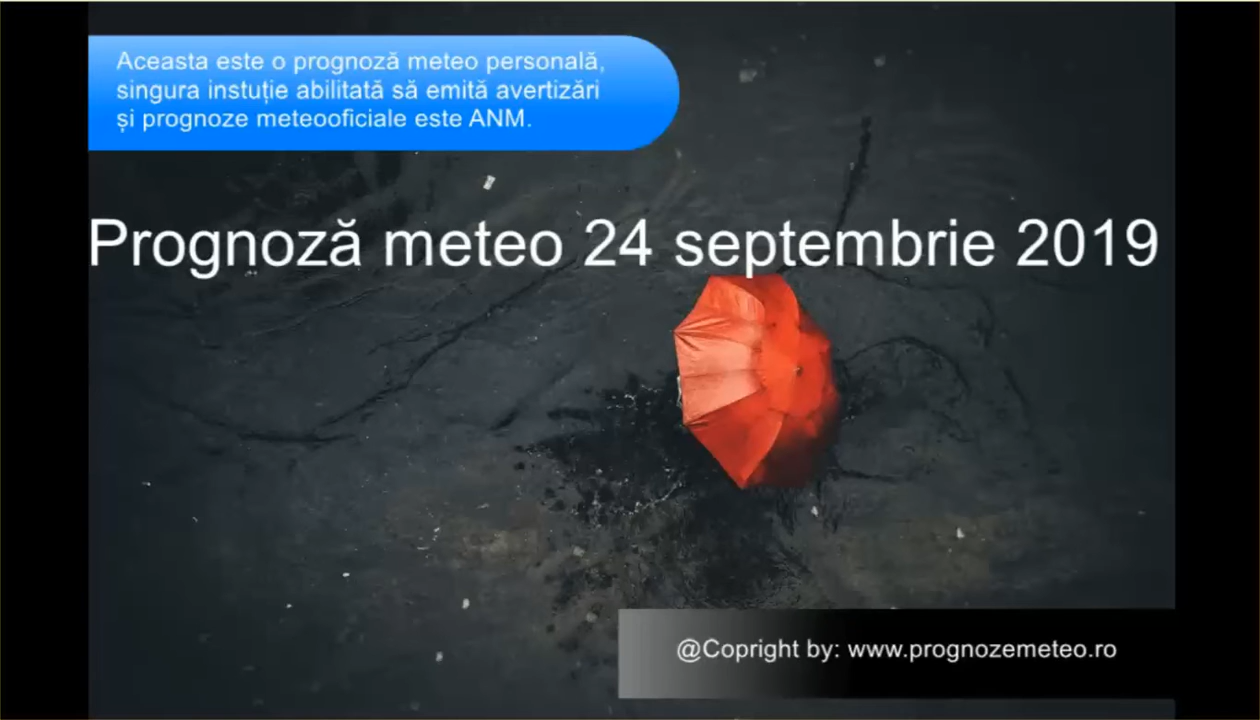 Aceasta este o prognoză meteo personală,
singura instuție abilitată să emită avertizări
și prognoze meteooficiale este ANM.
Prognoză meteo 24 septembrie 2019
@Copright by: www.prognozemeteo.ro